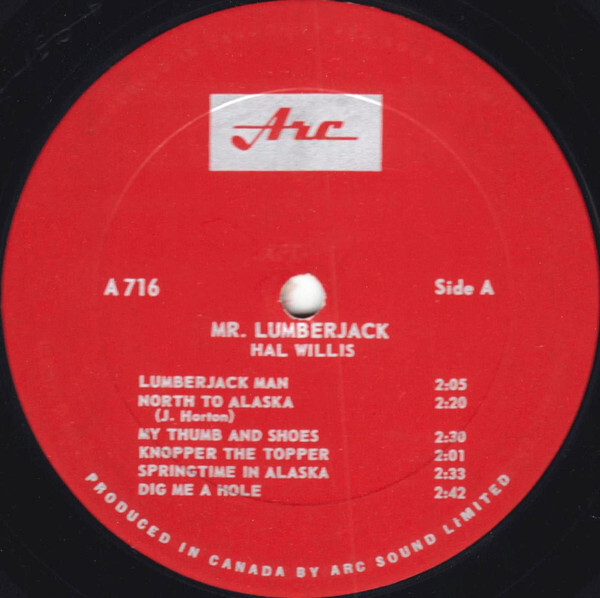 Arc
A 716
Side A
MR. LUMBERJACK
HAL WILLIS
LUMBERJACK MAN 2:05
NORTH TO ALASKA 2:20
(J. Horton)
MY THUMB AND SHOES 2:30
KNOPPER THE TOPPER 2:01
SPRINGTIME IN ALASKA 2:33
DIG ME A HOLE 2:42
PRODUCED IN CANADA BY ARC SOUND LIMITED